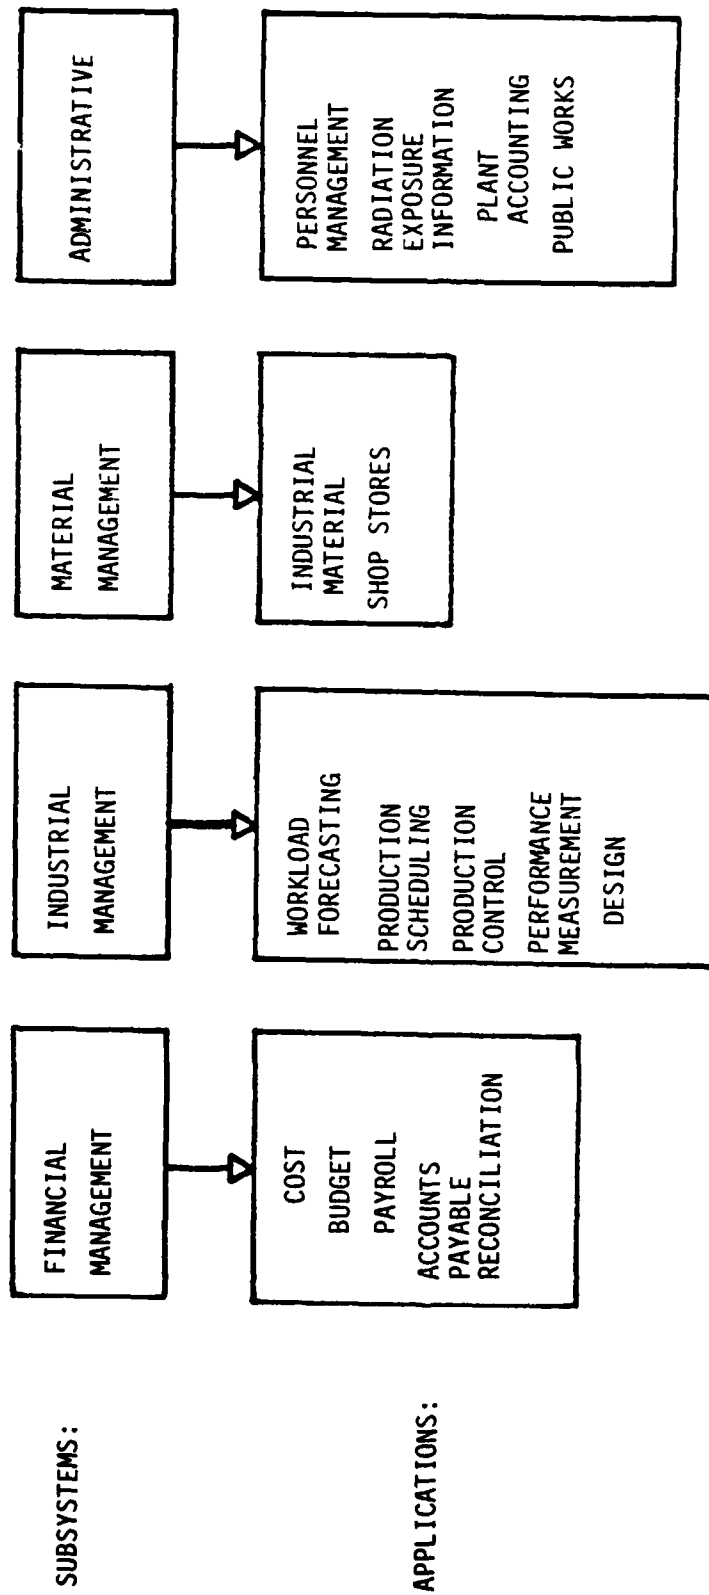 SUBSYSTEMS:
FINANCIAL
MANAGEMENT
INDUSTRIAL
MANAGEMENT
MATERIAL
MANAGEMENT
ADMINISTRATIVE
APPLICATIONS:
COST
BUDGET
PAYROLL
ACCOUNTS
PAYABLE
RECONCILIATION
WORKLOAD
FORECASTING
PRODUCTION
SCHEDULING
PRODUCTION
CONTROL
PERFORMANCE
MEASUREMENT
DESIGN
INDUSTRIAL
MATERIAL
SHOP STORES
PERSONNEL
MANAGEMENT
RADIATION
EXPOSURE
INFORMATION
PLANT
ACCOUNTING
PUBLIC WORKS